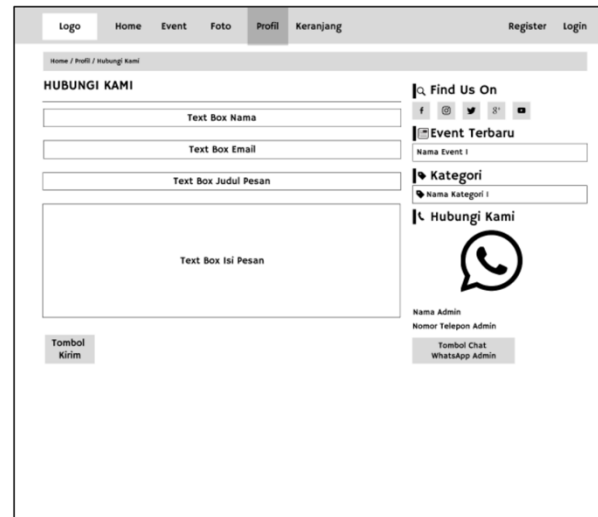 Logo Home Event Foto Profil Keranjang Register Login
Home / Profil / Hubungi Kami
HUBUNGI KAMI
Text Box Nama
Text Box Email
Text Box Judul Pesan
Text Box Isi Pesan
Tombol
Kirim
Find Us On
Event Terbaru
Nama Event 1
Kategori
Nama Kategori 1
Hubungi Kami
Nama Admin
Nomor Telepon Admin
Tombol Chat
WhatsApp Admin